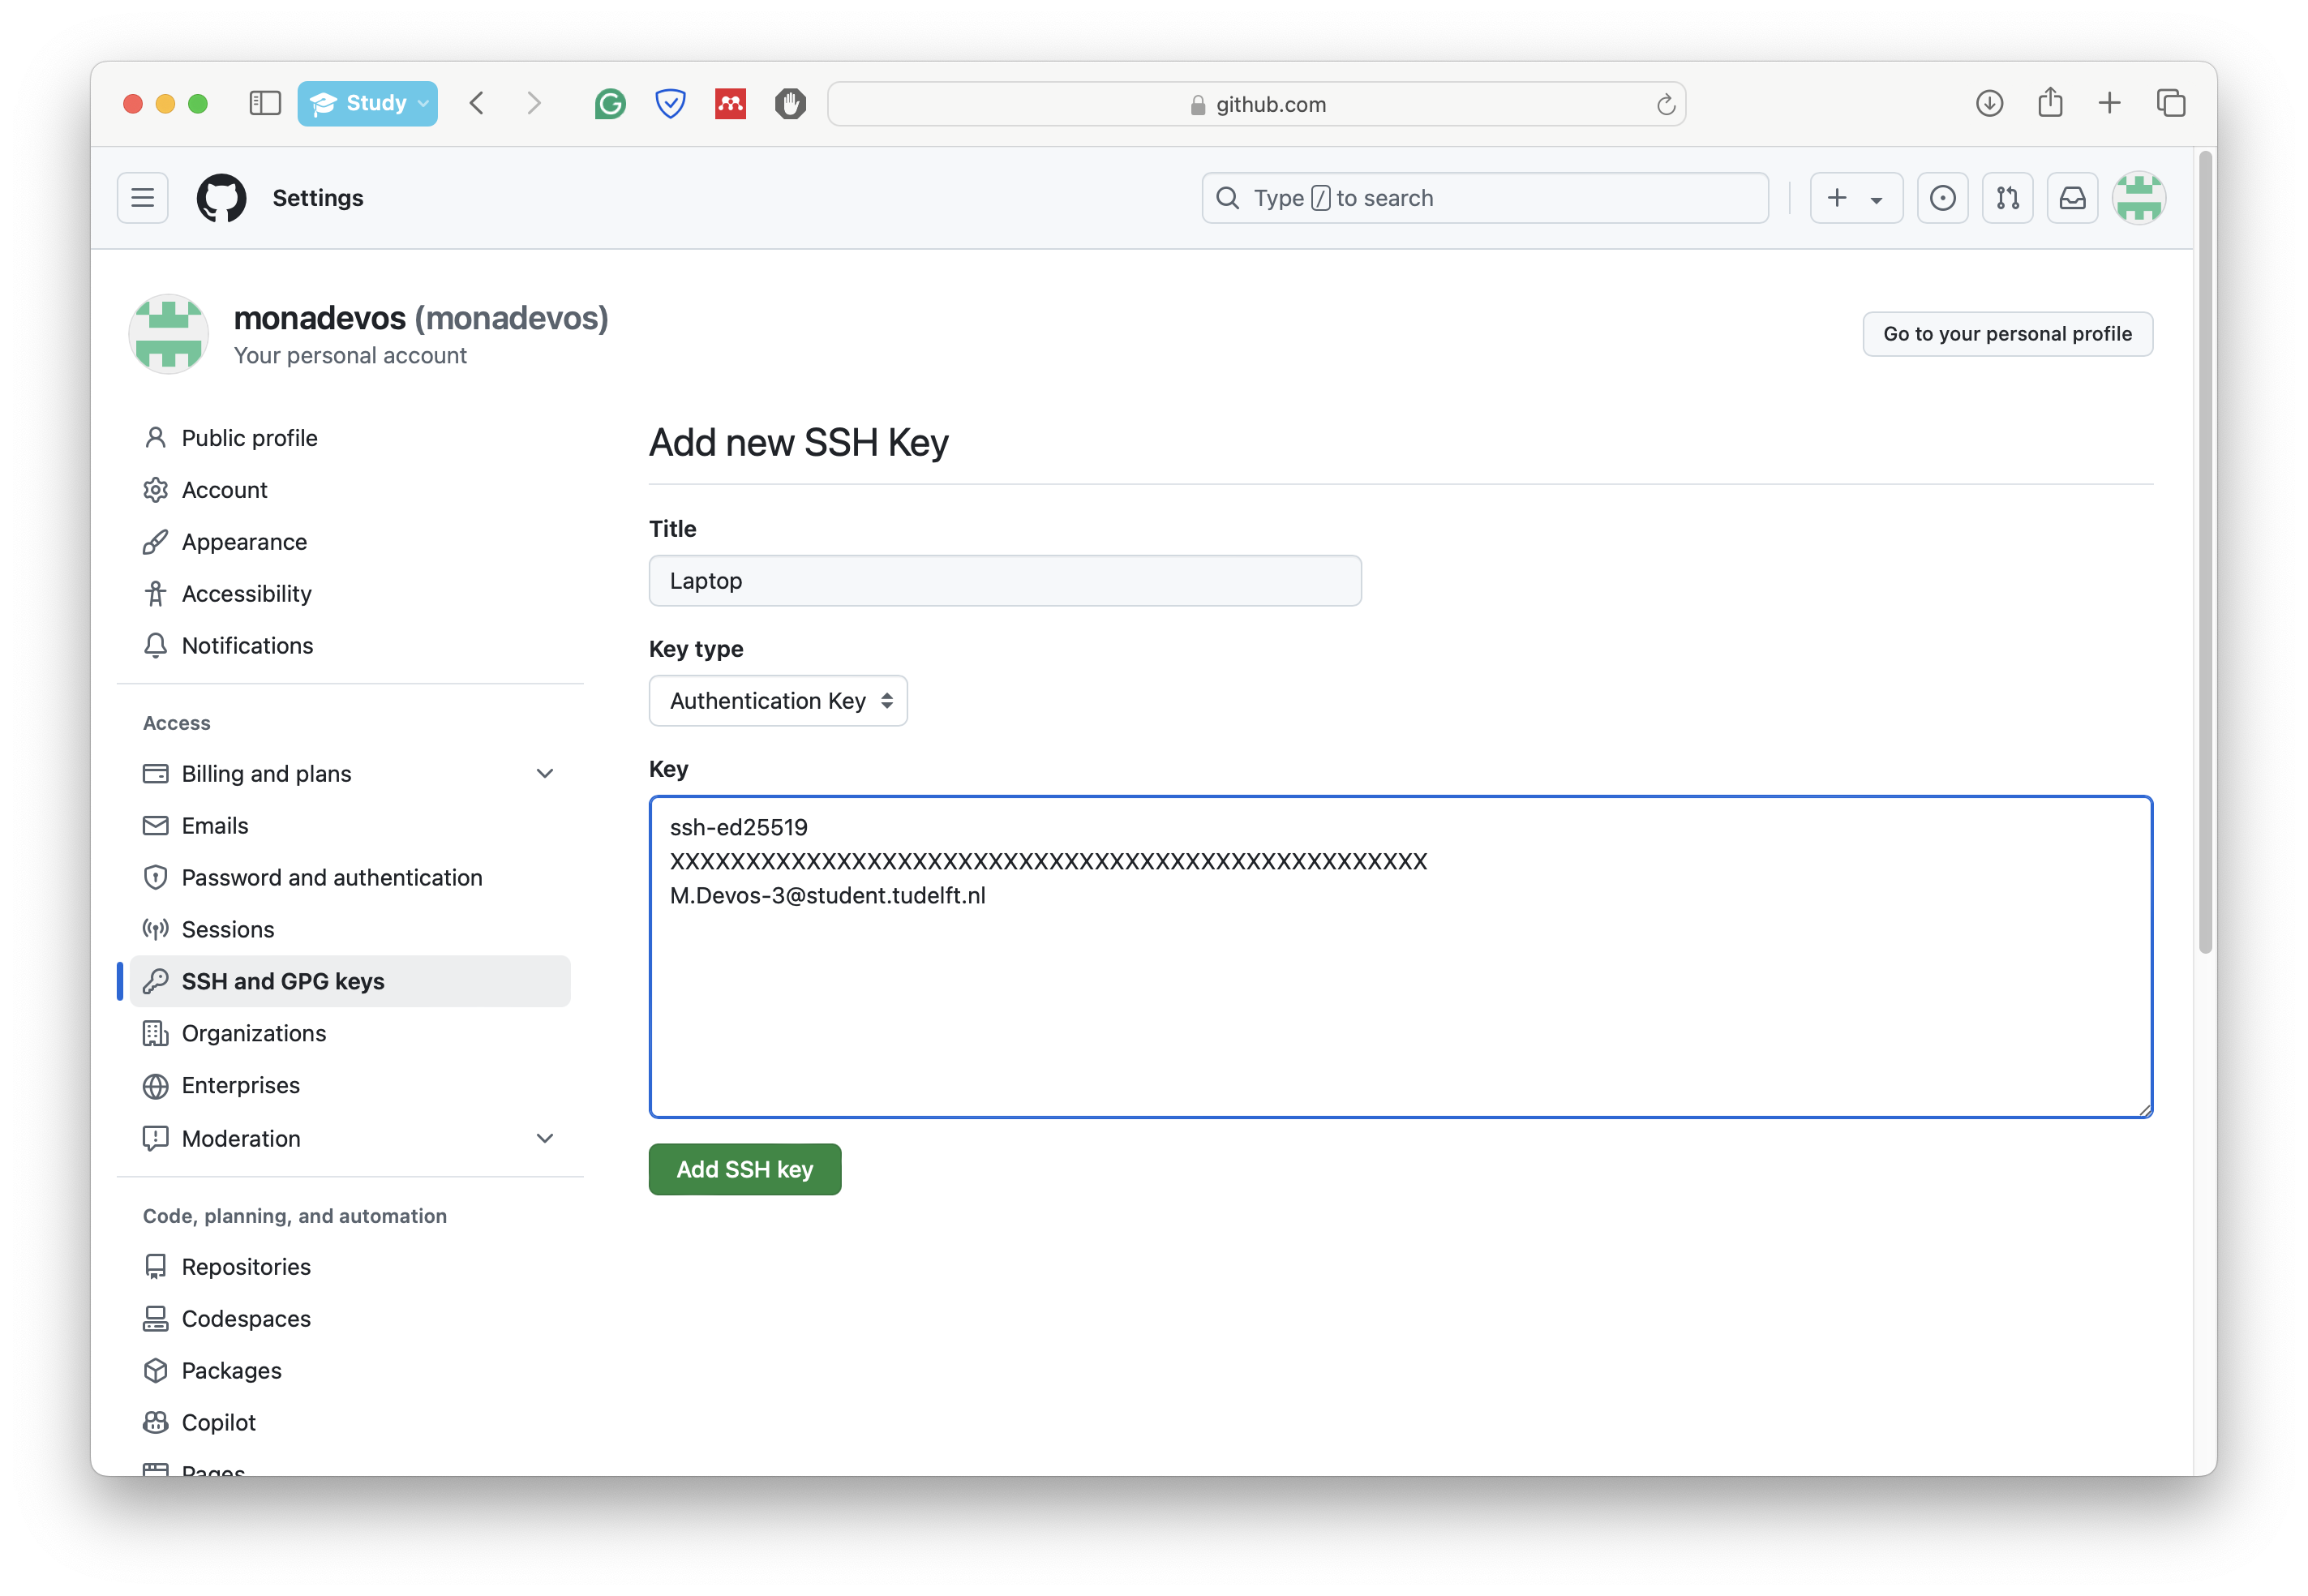 Study
github.com
Settings
Type / to search
monadevos (monadevos)
Your personal account
Go to your personal profile
Public profile
Account
Appearance
Accessibility
Notifications
Access
Billing and plans
Emails
Password and authentication
Sessions
SSH and GPG keys
Organizations
Enterprises
Moderation
Code, planning, and automation
Repositories
Codespaces
Packages
Copilot
Pages
Add new SSH Key
Title
Laptop
Key type
Authentication Key
Key
ssh-ed25519
XXXXXXXXXXXXXXXXXXXXXXXXXXXXXXXXXXXXXXXXXXXXXXXXXX
M.Devos-3@student.tudelft.nl
Add SSH key